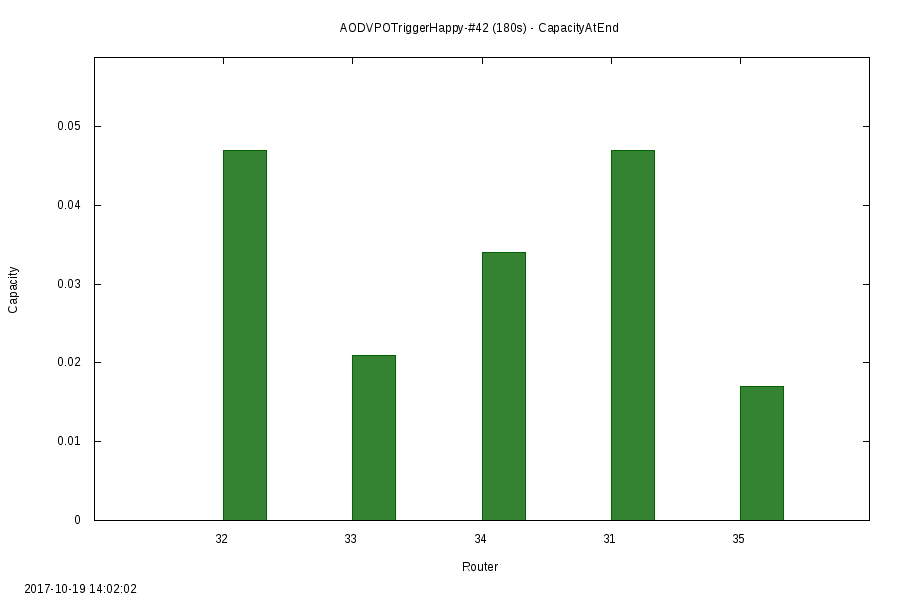 AODVPOTriggerHappy-#42 (180s) - CapacityAtEnd
0.05
0.04
0.03
0.02
0.01
0
Capacity
32 33 34 31 35
Router
2017-10-19 14:02:02